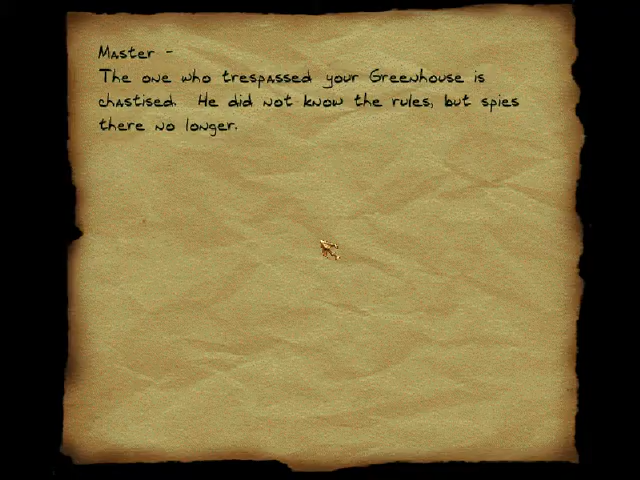 Master -
The one who trespassed your Greenhouse is
chastised. He did not know the rules, but spies
there no longer.